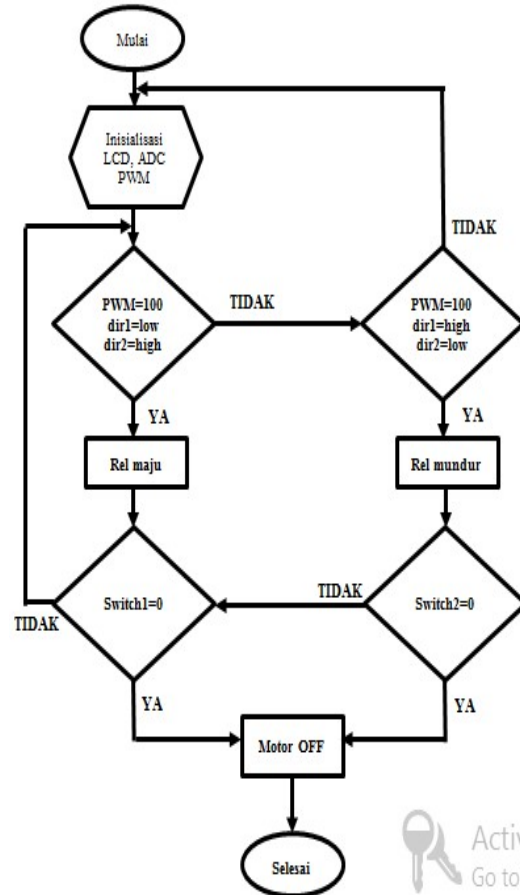 Mulai
Inisialisasi
LCD, ADC
PWM
TIDAK
PWM=100
dir1=low
dir2=high
TIDAK
PWM=100
dir1=high
dir2=low
YA
YA
Rel maju
Rel mundur
Switch1=0
TIDAK
Switch2=0
TIDAK
YA
YA
Motor OFF
Selesai
Activ
Go to